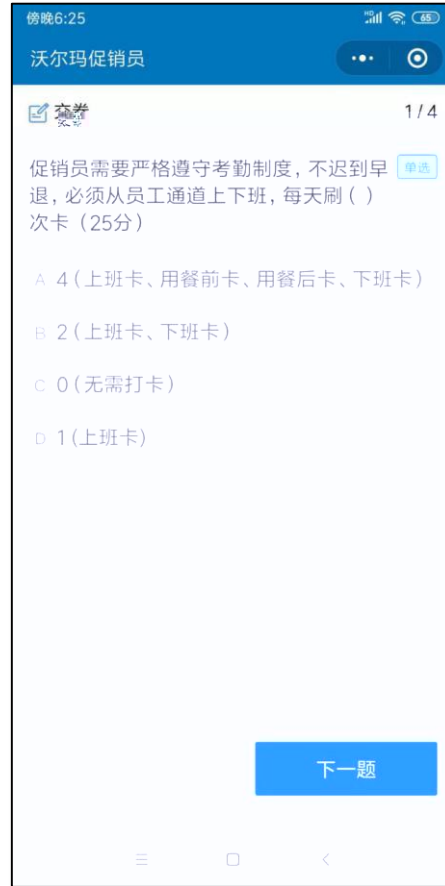 傍晚6:25 HD 65
沃尔玛促销员
交卷 1/4
促销员需要严格遵守考勤制度,不迟到早 单选
退,必须从员工通道上下班,每天刷( )
次卡(25分)
A 4(上班卡、用餐前卡、用餐后卡、下班卡)
B 2(上班卡、下班卡)
C 0(无需打卡)
D 1(上班卡)
下一题